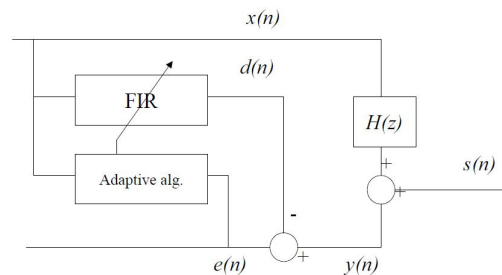 x(n)
d(n)
FIR
H(z)
+
s(n)
+
Adaptive alg.
-
+
e(n)
y(n)